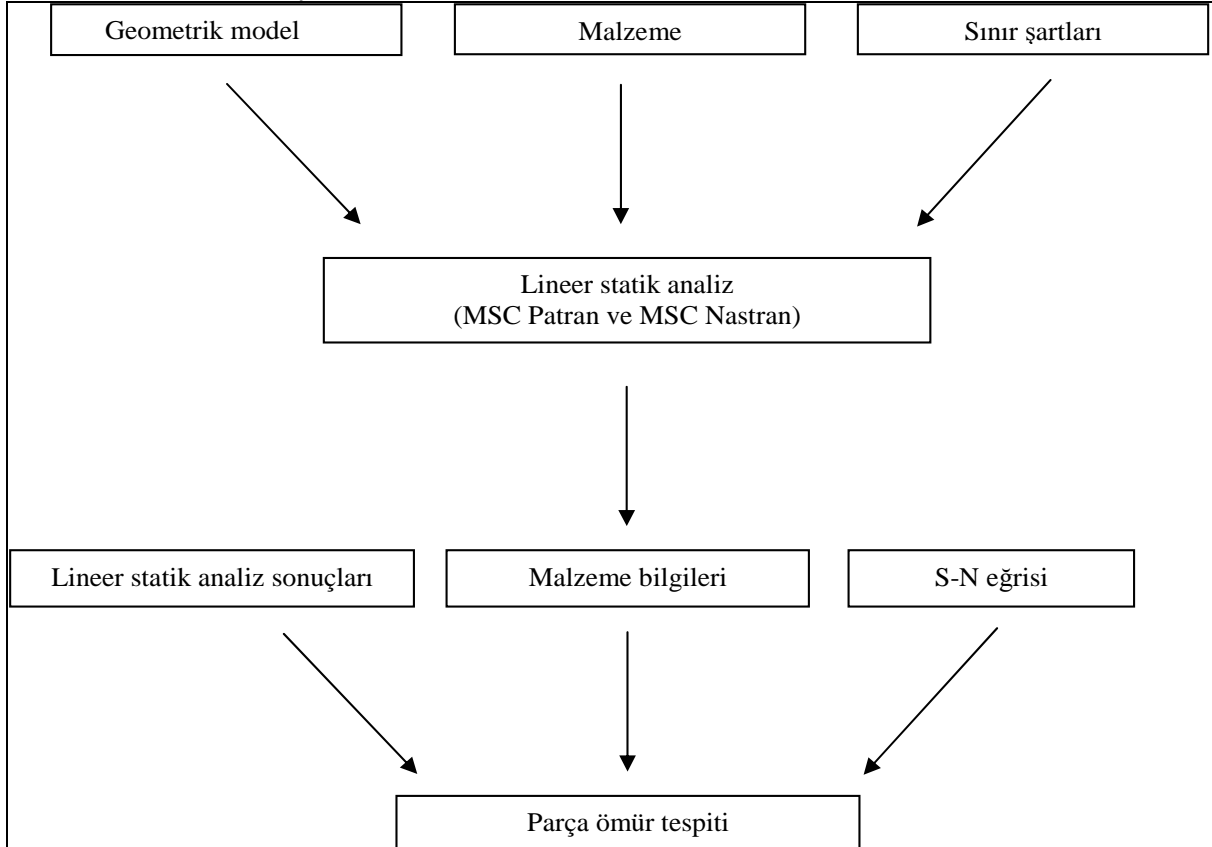 Geometrik model
Malzeme
Sınır şartları
Lineer statik analiz
(MSC Patran ve MSC Nastran)
Lineer statik analiz sonuçları
Malzeme bilgileri
S-N eğrisi
Parça ömür tespiti